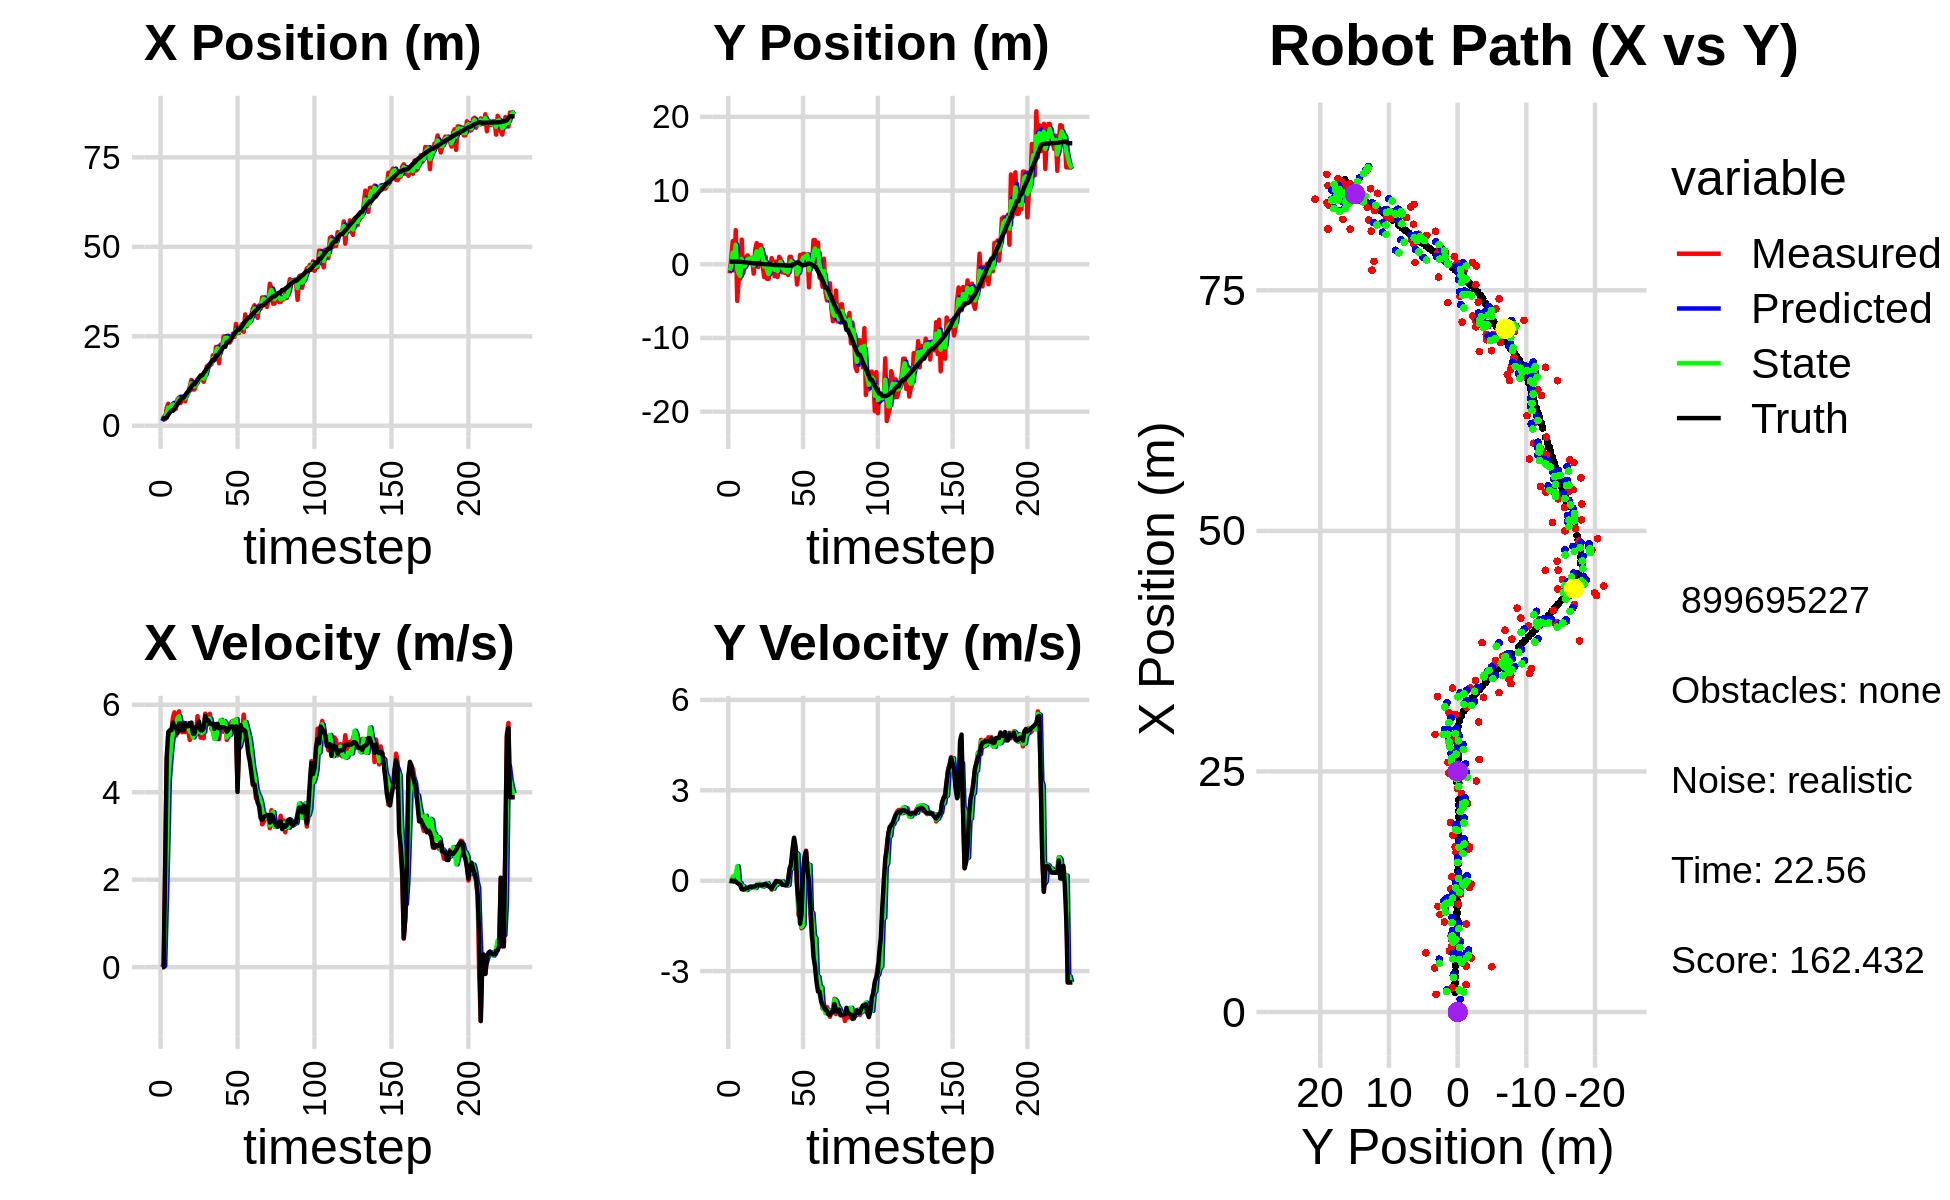 X Position (m)
75
50
25
0
0
50
100
150
200
timestep
Y Position (m)
20
10
0
-10
-20
0
50
100
150
200
timestep
X Velocity (m/s)
6
4
2
0
0
50
100
150
200
timestep
Y Velocity (m/s)
6
3
0
-3
0
50
100
150
200
timestep
Robot Path (X vs Y)
X Position (m)
75
50
25
0
20 10 0 -10 -20
Y Position (m)
variable
Measured
Predicted
State
Truth
899695227
Obstacles: none
Noise: realistic
Time: 22.56
Score: 162.432